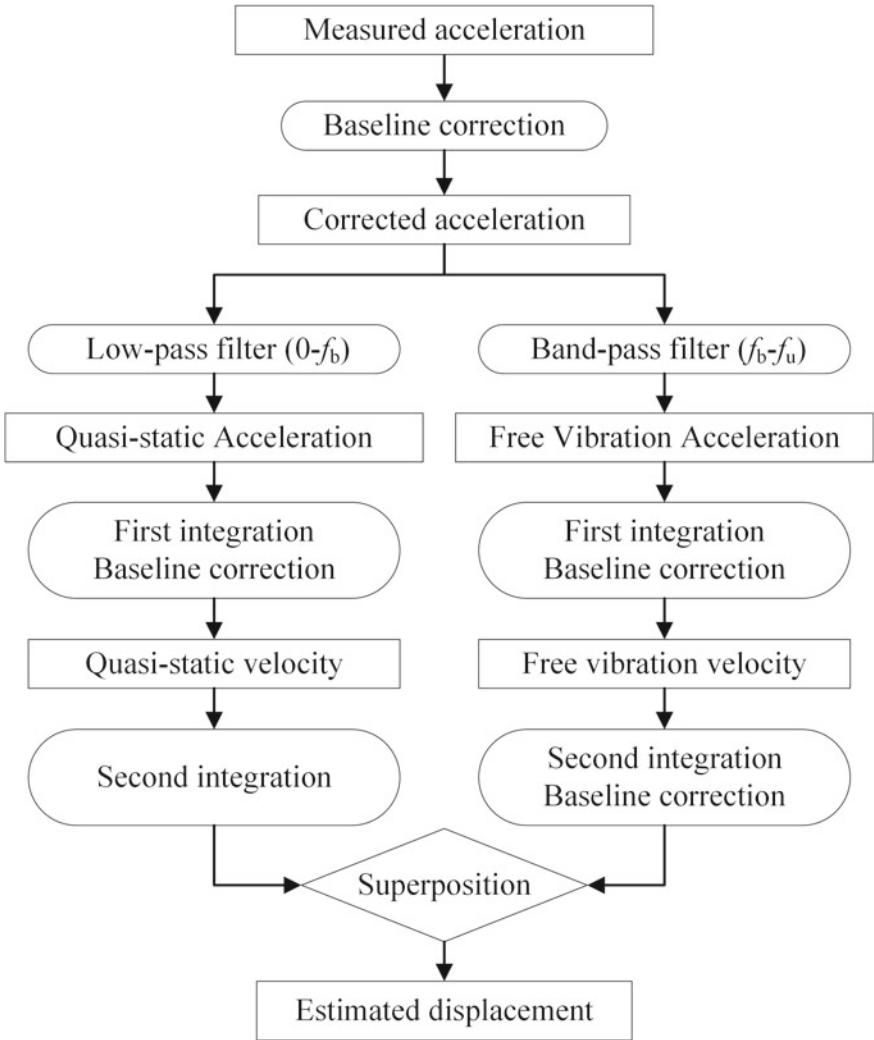 Measured acceleration
Baseline correction
Corrected acceleration
Low-pass filter (0-fb)
Band-pass filter (fb-fu)
Quasi-static Acceleration
Free Vibration Acceleration
First integration
Baseline correction
First integration
Baseline correction
Quasi-static velocity
Free vibration velocity
Second integration
Second integration
Baseline correction
Superposition
Estimated displacement